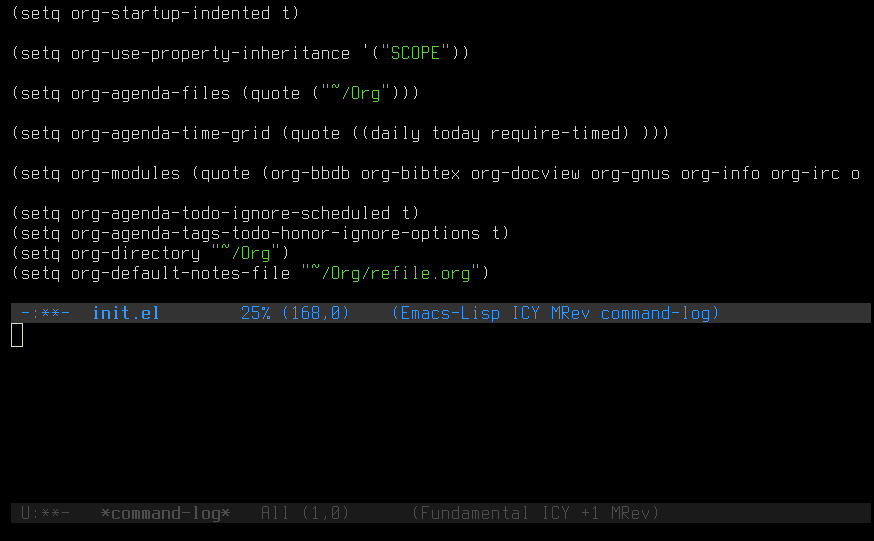 (setq org-startup-indented t)
(setq org-use-property-inheritance '("SCOPE"))
(setq org-agenda-files (quote ("~/Org")))
(setq org-agenda-time-grid (quote ((daily today require-timed) )))
(setq org-modules (quote (org-bbdb org-bibtex org-docview org-gnus org-info org-irc o
(setq org-agenda-todo-ignore-scheduled t)
(setq org-agenda-tags-todo-honor-ignore-options t)
(setq org-directory "~/Org")
(setq org-default-notes-file "~/Org/refile.org")
-:**- init.el 25% (168,0) (Emacs-Lisp ICY MRev command-log)
U:**- *command-log* All (1,0) (Fundamental ICY +1 MRev)